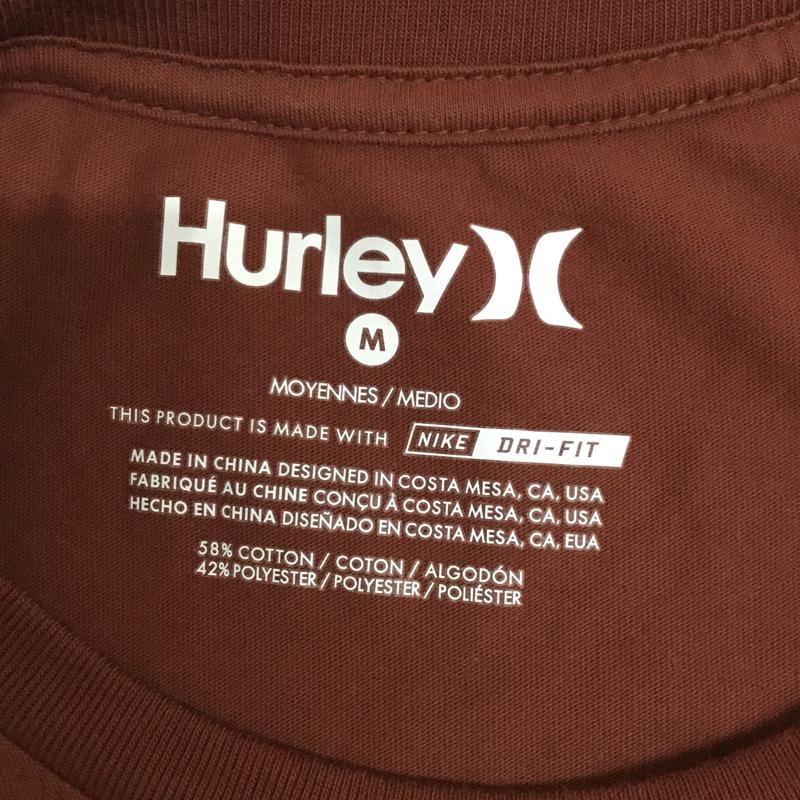 Hurley
M
MOYENNES / MEDIO
THIS PRODUCT IS MADE WITH NIKE DRI-FIT
MADE IN CHINA DESIGNED IN COSTA MESA, CA, USA
FABRIQUÉ AU CHINE CONÇU À COSTA MESA, CA, USA
HECHO EN CHINA DISEÑADO EN COSTA MESA, CA, EUA
58% COTTON / COTON / ALGODÓN
42% POLYESTER / POLYESTER / POLIÉSTER